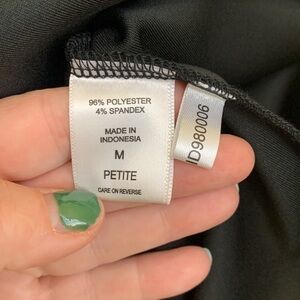 96% POLYESTER
4% SPANDEX
MADE IN
INDONESIA
M
PETITE
CARE ON REVERSE
ID980006